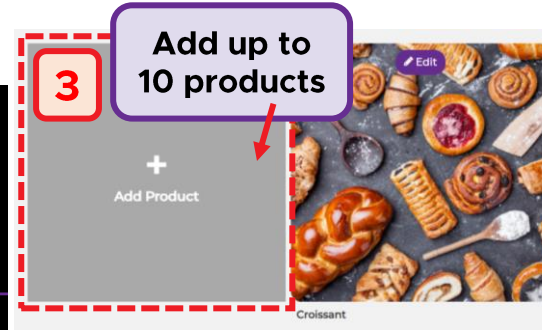 Add up to
10 products
3
Edit
+
Add Product
Croissant